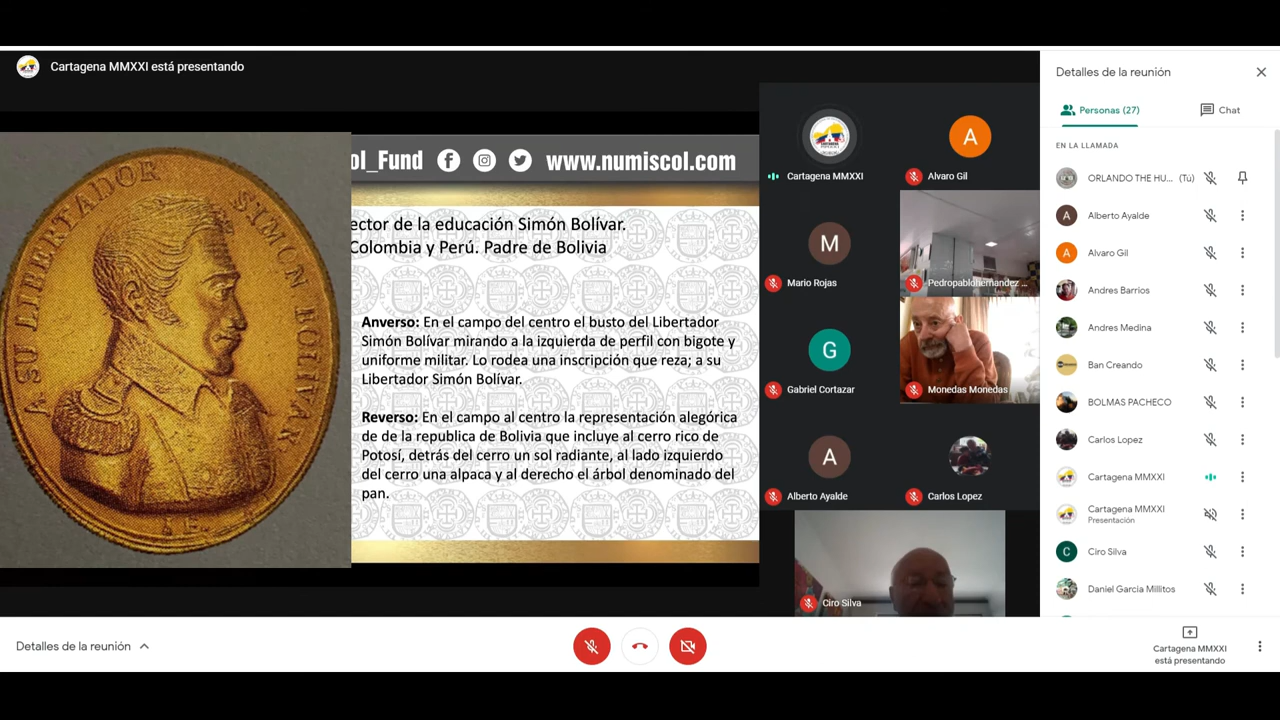 Cartagena MMXXI está presentando
Detalles de la reunión
Personas (27)
Chat
EN LA LLAMADA
ORLANDO THE HU... (Tú)
Alberto Ayalde
Alvaro Gil
Andres Barrios
Andres Medina
Ban Creando
BOLMAS PACHECO
Carlos Lopez
Cartagena MMXXI
Cartagena MMXXI
Presentación
Ciro Silva
Daniel Garcia Millitos
A SU LIBERTADOR SIMON BOLIVAR
ol_Fund www.numiscol.com
ector de la educación Simón Bolívar.
Colombia y Perú. Padre de Bolivia
Anverso: En el campo del centro el busto del Libertador
Simón Bolívar mirando a la izquierda de perfil con bigote y
uniforme militar. Lo rodea una inscripción que reza; a su
Libertador Simón Bolívar.
Reverso: En el campo al centro la representación alegórica
de de la republica de Bolivia que incluye al cerro rico de
Potosí, detrás del cerro un sol radiante, al lado izquierdo
del cerro una alpaca y al derecho el árbol denominado del
pan.
Cartagena MMXXI
A
Alvaro Gil
M
Mario Rojas
Pedropablohernandez ...
G
Gabriel Cortazar
Monedas Monedas
A
Alberto Ayalde
Carlos Lopez
Ciro Silva
Detalles de la reunión
Cartagena MMXXI
está presentando